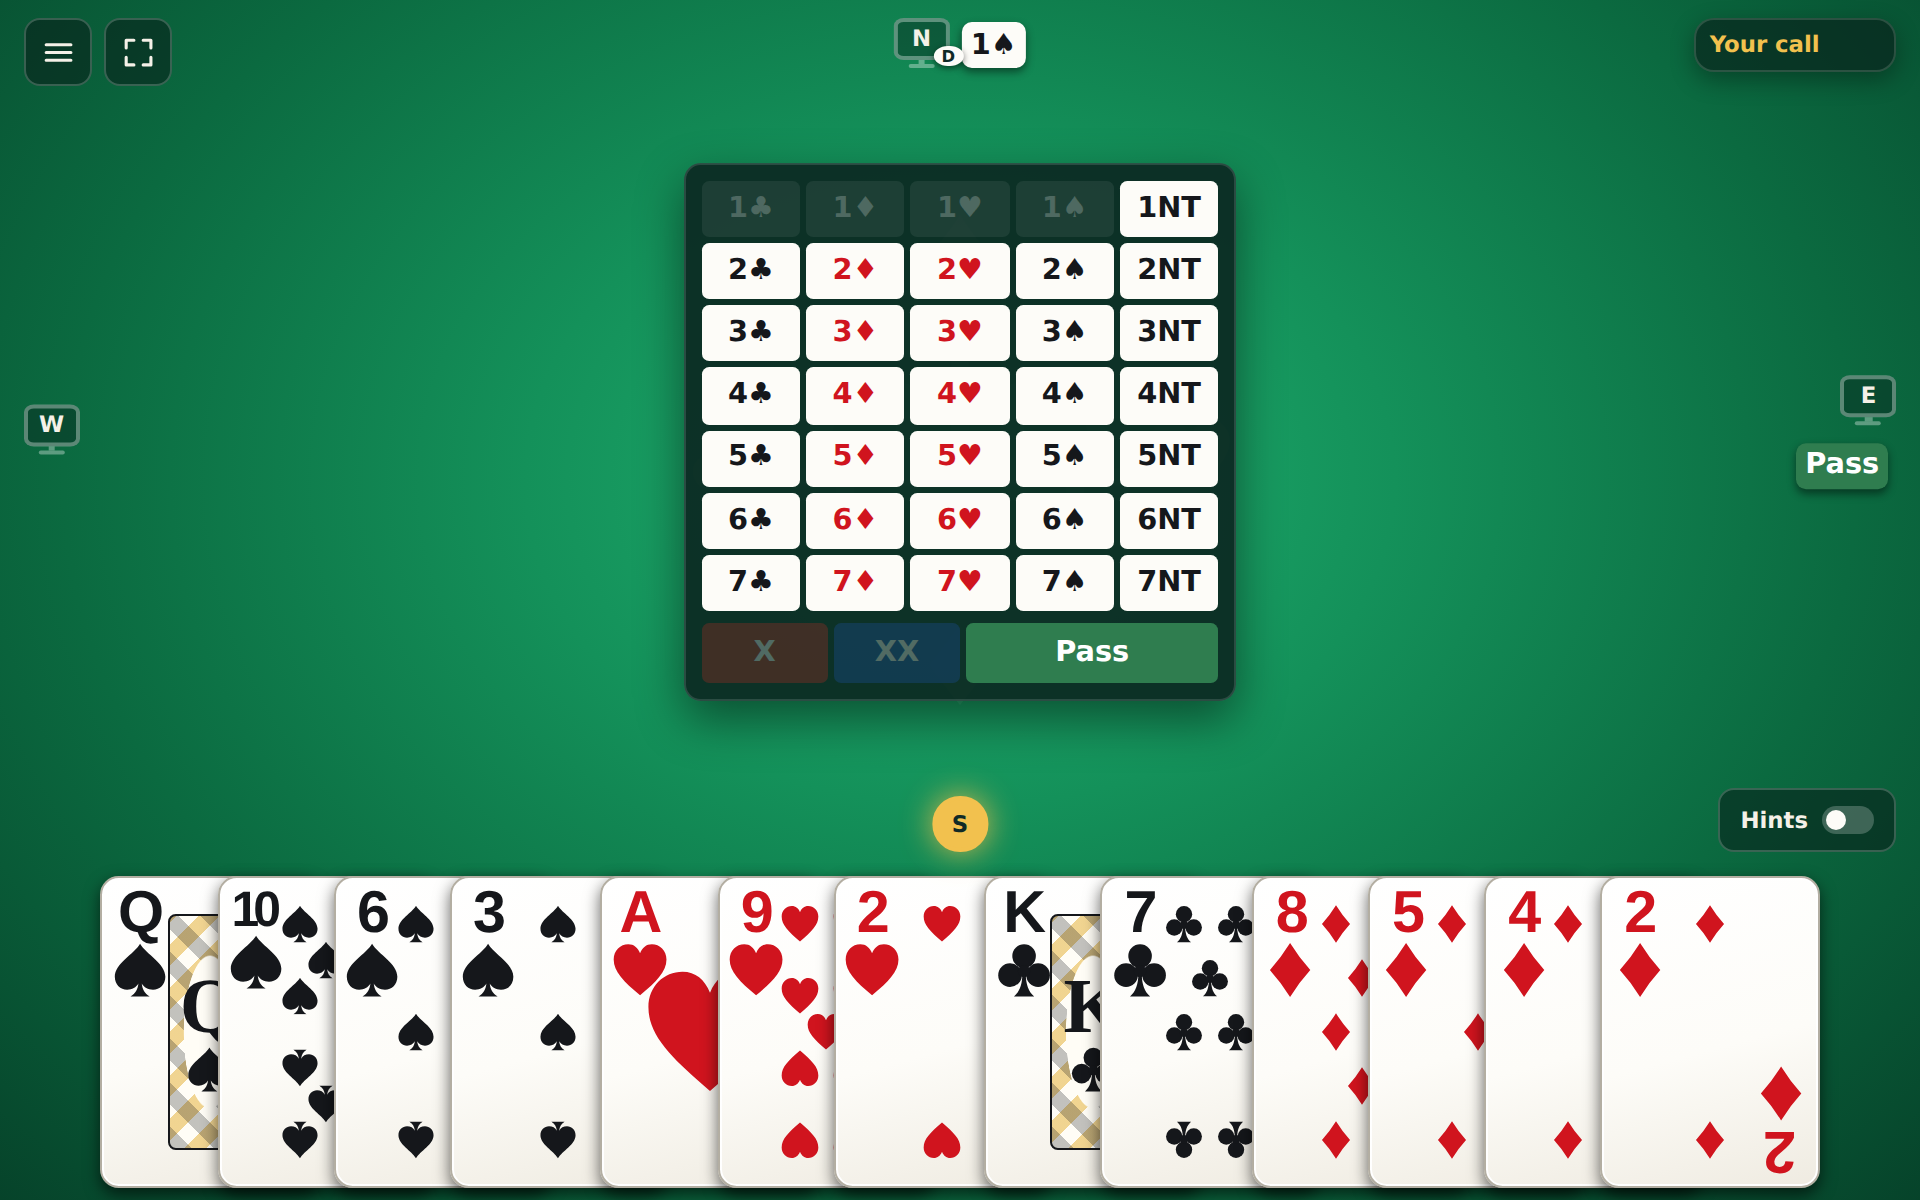 N
D
1♠
Your call
1♣ 1♦ 1♥ 1♠ 1NT
2♣ 2♦ 2♥ 2♠ 2NT
3♣ 3♦ 3♥ 3♠ 3NT
4♣ 4♦ 4♥ 4♠ 4NT
5♣ 5♦ 5♥ 5♠ 5NT
6♣ 6♦ 6♥ 6♠ 6NT
7♣ 7♦ 7♥ 7♠ 7NT
X XX Pass
W
E
Pass
S
Hints
Q 10 6 3 A 9 2 K 7 8 5 4 2
Q K
2